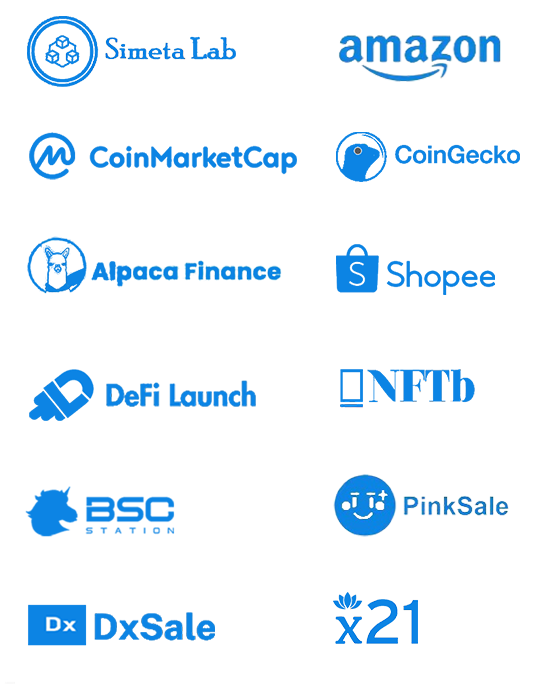 Simeta Lab
amazon
CoinMarketCap
CoinGecko
Alpaca Finance
S Shopee
DeFi Launch
NFTb
BSC
STATION
PinkSale
Dx DxSale
x21